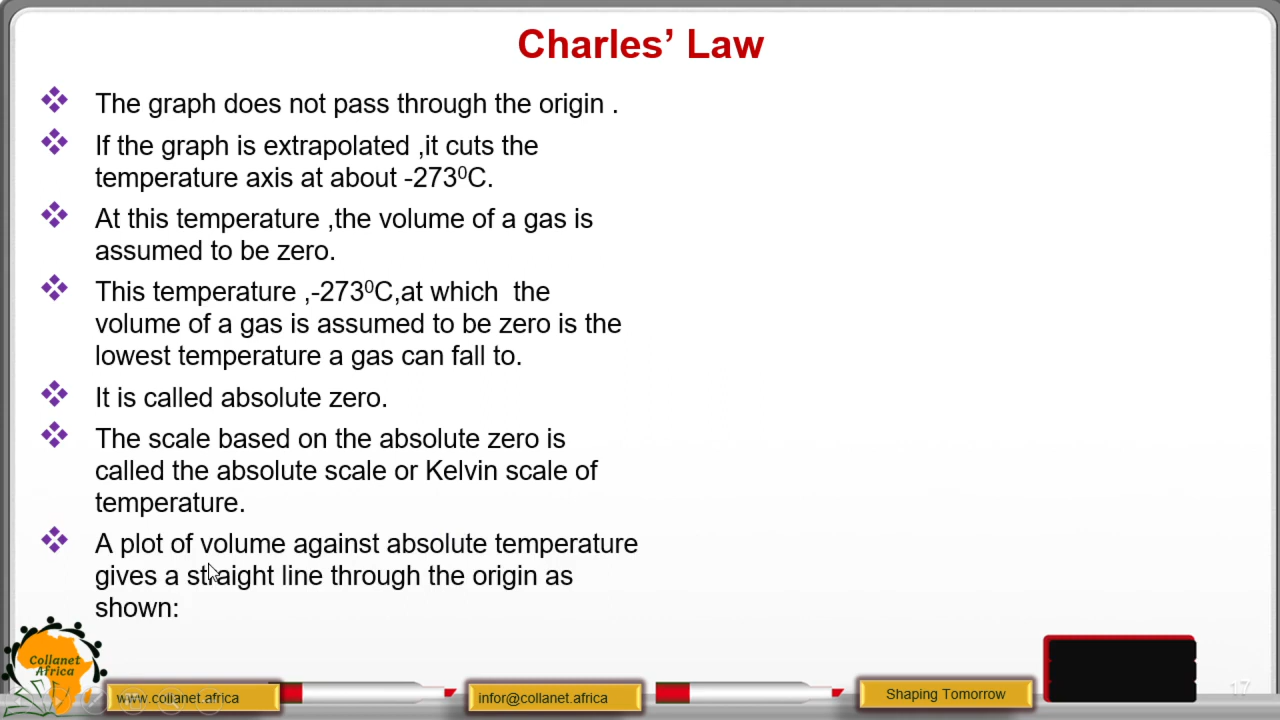 Charles’ Law
The graph does not pass through the origin .
If the graph is extrapolated ,it cuts the
temperature axis at about -273⁰C.
At this temperature ,the volume of a gas is
assumed to be zero.
This temperature ,-273⁰C,at which  the
volume of a gas is assumed to be zero is the
lowest temperature a gas can fall to.
It is called absolute zero.
The scale based on the absolute zero is
called the absolute scale or Kelvin scale of
temperature.
A plot of volume against absolute temperature
gives a straight line through the origin as
shown:
Collanet
Africa
www.collanet.africa
infor@collanet.africa
Shaping Tomorrow
17